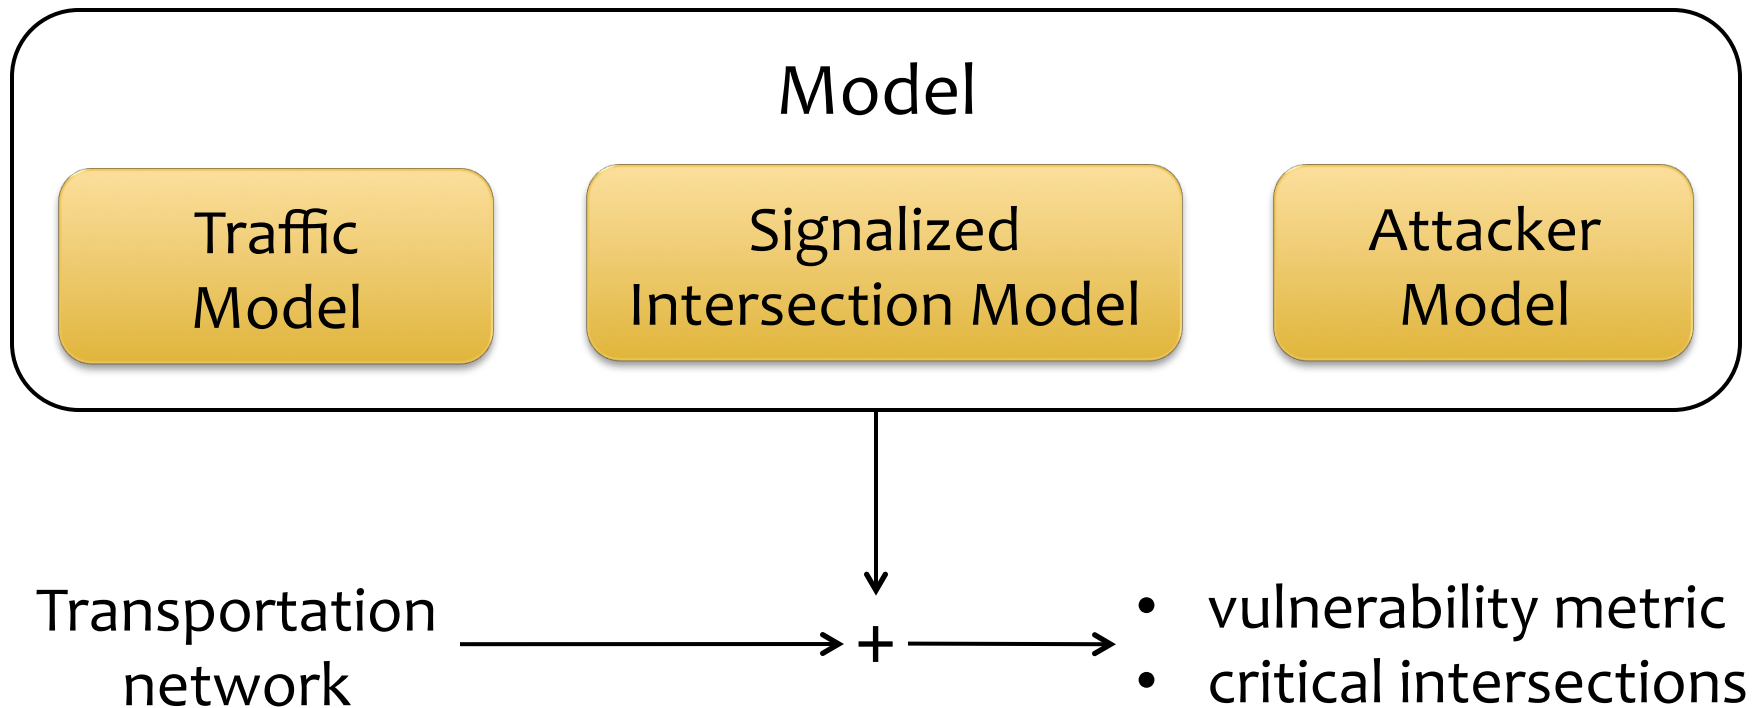 Model
Traffic
Model
Signalized
Intersection Model
Attacker
Model
Transportation
network
+
• vulnerability metric
• critical intersections